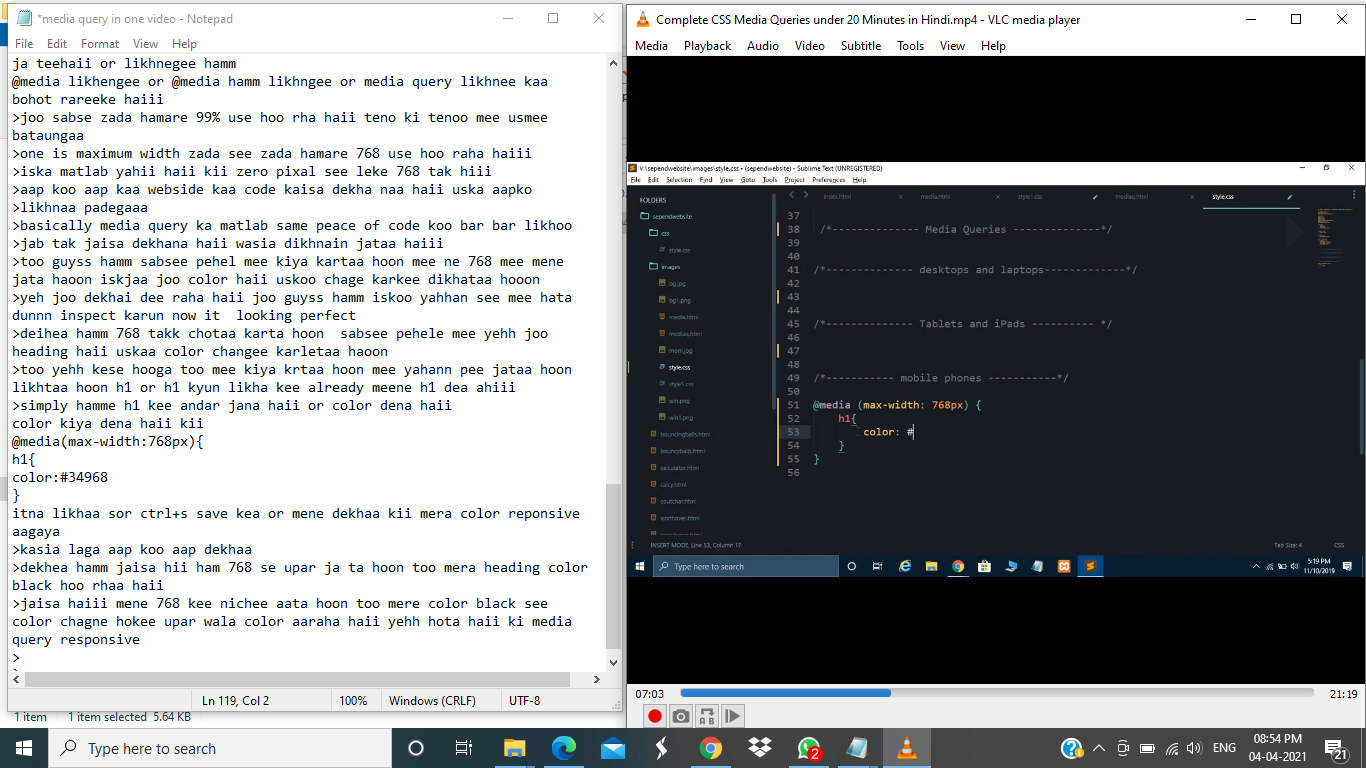 *media query in one video - Notepad
File Edit Format View Help
ja teehaii or likhnegee hamm
@media likhengee or @media hamm likhngee or media query likhnee kaa
bohot rareeke haiii
>joo sabse zada hamare 99% use hoo rha haii teno ki tenoo mee usmee
bataungaa
>one is maximum width zada see zada hamare 768 use hoo raha haiii
>iska matlab yahii haii kii zero pixal see leke 768 tak hiii
>aap koo aap kaa webside kaa code kaisa dekha naa haii uska aapko
>likhnaa padegaaa
>basically media query ka matlab same peace of code koo bar bar likhoo
>jab tak jaisa dekhana haii wasia dikhnain jataa haiii
>too guyss hamm sabsee pehel mee kiya kartaa hoon mee ne 768 mee mene
jata haoon iskjaa joo color haii uskoo chage karkee dikhataa hooon
>yeh joo dekhai dee raha haii joo guyss hamm iskoo yahhan see mee hata
dunnn inspect karun now it  looking perfect
>deihea hamm 768 takk chotaa karta hoon  sabsee pehele mee yehh joo
heading haii uskaa color changee karletaa haoon
>too yehh kese hooga too mee kiya krtaa hoon mee yahann pee jataa hoon
likhtaa hoon h1 or h1 kyun likha kee already meene h1 dea ahiii
>simply hamme h1 kee andar jana haii or color dena haii
color kiya dena haii kii
@media(max-width:768px){
h1{
color:#34968
}
itna likhaa sor ctrl+s save kea or mene dekhaa kii mera color reponsive
aagaya
>kasia laga aap koo aap dekhaa
>dekhea hamm jaisa hii ham 768 se upar ja ta hoon too mera heading color
black hoo rhaa haii
>jaisa haiii mene 768 kee nichee aata hoon too mere color black see
color chagne hokee upar wala color aaraha haii yehh hota haii ki media
query responsive
>
Ln 119, Col 2 100% Windows (CRLF) UTF-8
1 item 1 item selected 5.64 KB
Complete CSS Media Queries under 20 Minutes in Hindi.mp4 - VLC media player
Media Playback Audio Video Subtitle Tools View Help
V:\sependwebsite\images\style.css • (sependwebsite) - Sublime Text (UNREGISTERED)
File Edit Selection Find View Goto Tools Project Preferences Help
FOLDERS
sependwebsite
css
style.css
images
bg.jpg
bg1.png
media.html
mediaq.html
mom.jpg
style.css
style1.css
win.png
win1.png
bouncingballs.html
bouncyballs.html
calculator.html
calcy.html
coutchar.html
iconhover.html
index.html media.html style1.css mediaq.html style.css
37
38 /*-------------- Media Queries --------------*/
39
40
41 /*-------------- desktops and laptops-------------*/
42
43
44
45 /*-------------- Tablets and iPads ---------- */
46
47
48
49 /*----------- mobile phones -----------*/
50
51 @media (max-width: 768px) {
52 h1{
53 color: #
54 }
55 }
56
INSERT MODE, Line 53, Column 17 Tab Size: 4 CSS
Type here to search
5:19 PM
11/10/2019
07:03 21:19
Type here to search
2
ENG
08:54 PM
04-04-2021
21